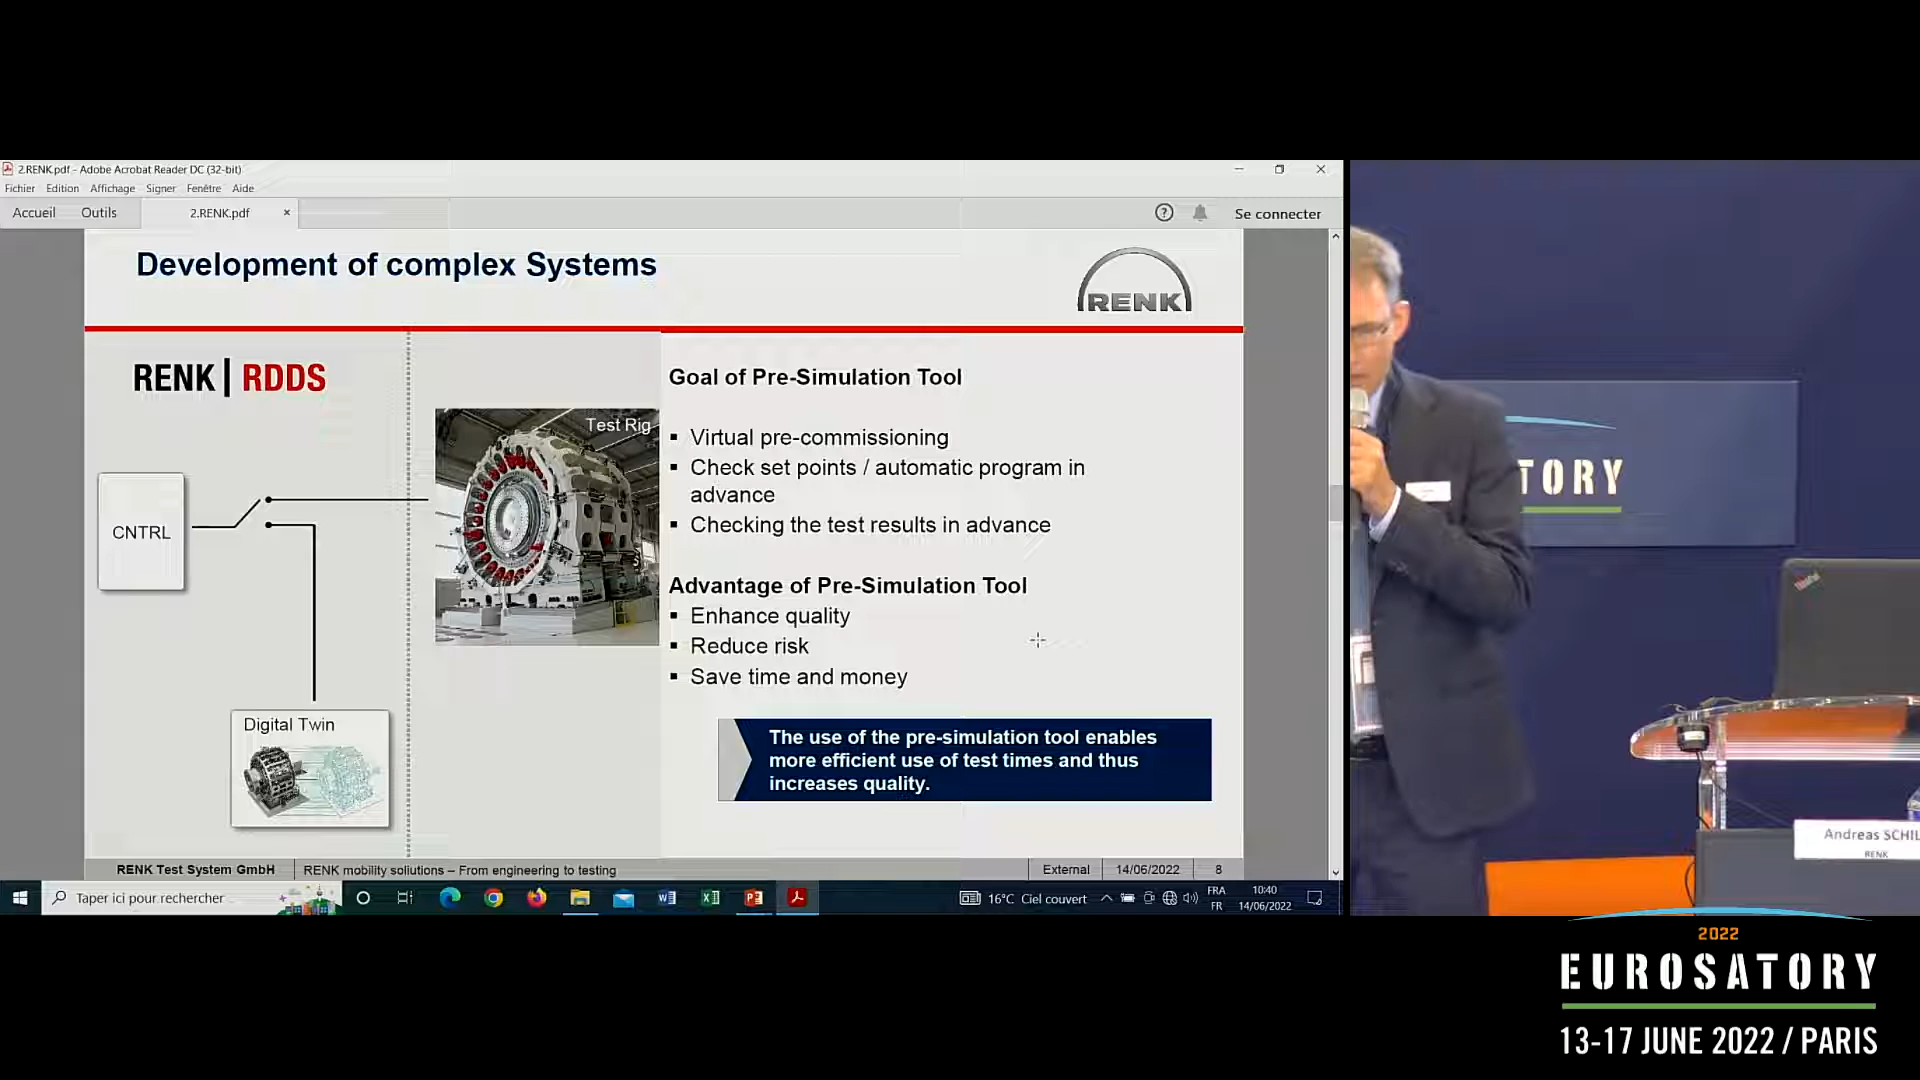 2.RENK.pdf - Adobe Acrobat Reader DC (32-bit)
Fichier Edition Affichage Signer Fenêtre Aide
Accueil Outils 2.RENK.pdf × ? Se connecter
Development of complex Systems
RENK
RENK | RDDS
CNTRL
Test Rig
Digital Twin
Goal of Pre-Simulation Tool
▪ Virtual pre-commissioning
▪ Check set points / automatic program in
advance
▪ Checking the test results in advance
Advantage of Pre-Simulation Tool
▪ Enhance quality
▪ Reduce risk
▪ Save time and money
The use of the pre-simulation tool enables
more efficient use of test times and thus
increases quality.
RENK Test System GmbH RENK mobility soliutions – From engineering to testing External 14/06/2022 8
Taper ici pour rechercher 16°C Ciel couvert FRA 10:40
FR 14/06/2022
TORY
Andreas SCHIL
RENK
2022
EUROSATORY
13-17 JUNE 2022 / PARIS